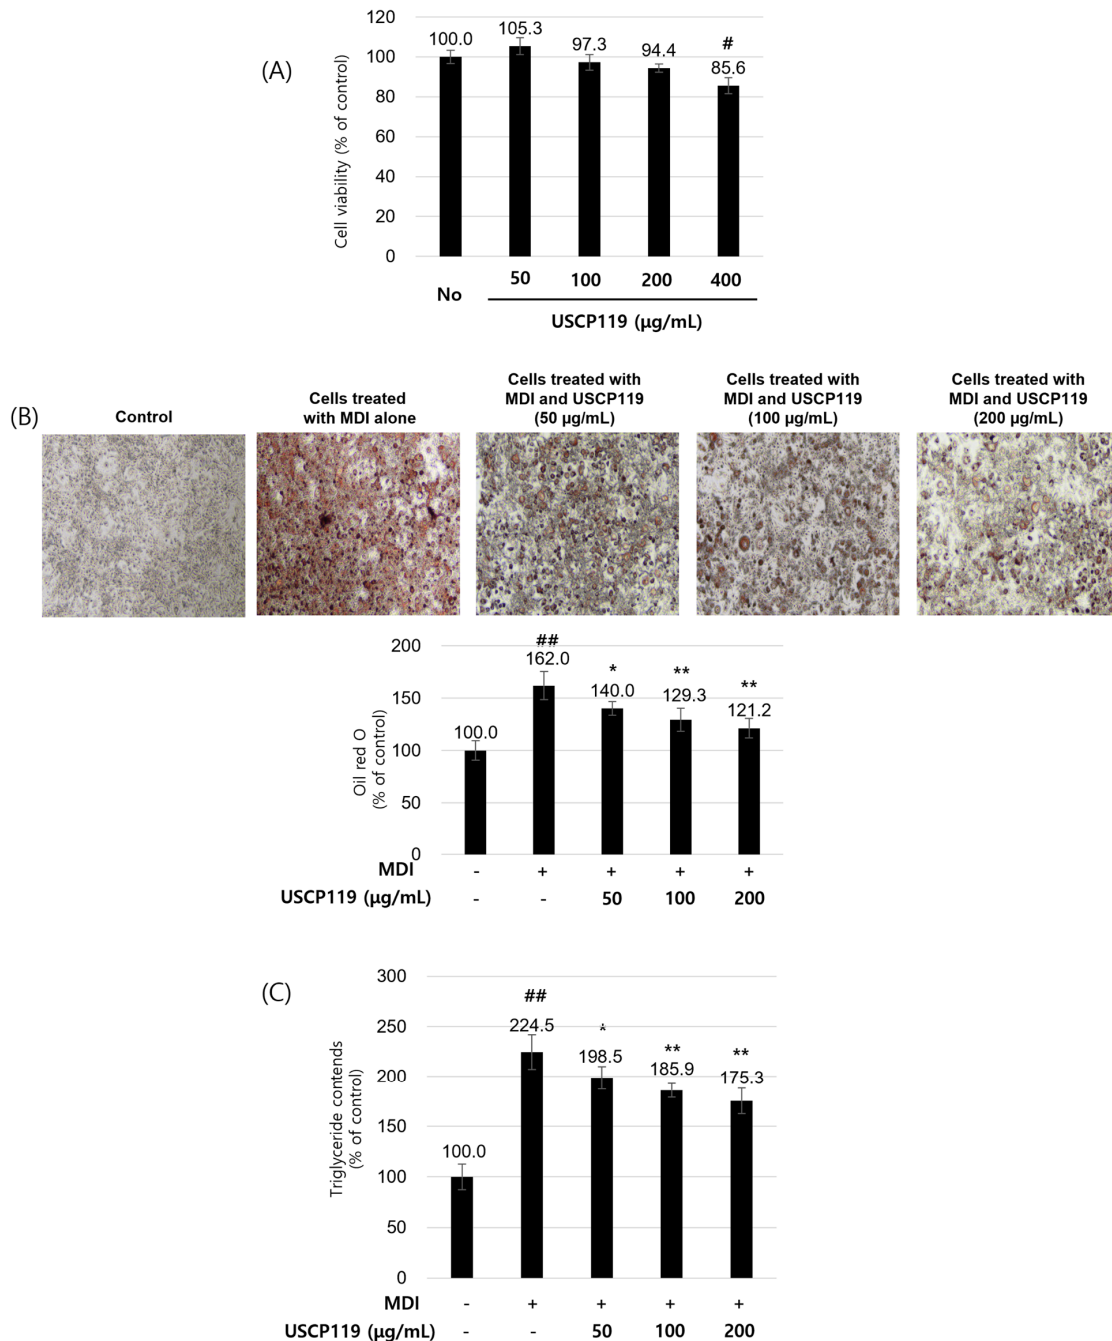 (A)
Cell viability (% of control)
120
100
80
60
40
20
0
100.0
105.3
97.3
94.4
#
85.6
No
50 100 200 400
USCP119 (µg/mL)
(B)
Control
Cells treated
with MDI alone
Cells treated with
MDI and USCP119
(50 µg/mL)
Cells treated with
MDI and USCP119
(100 µg/mL)
Cells treated with
MDI and USCP119
(200 µg/mL)
Oil red O
(% of control)
200
150
100
50
0
100.0
##
162.0
*
140.0
**
129.3
**
121.2
MDI - + + + +
USCP119 (µg/mL) - - 50 100 200
(C)
Triglyceride contends
(% of control)
300
250
200
150
100
50
0
100.0
##
224.5
*
198.5
**
185.9
**
175.3
MDI - + + + +
USCP119 (µg/mL) - - 50 100 200